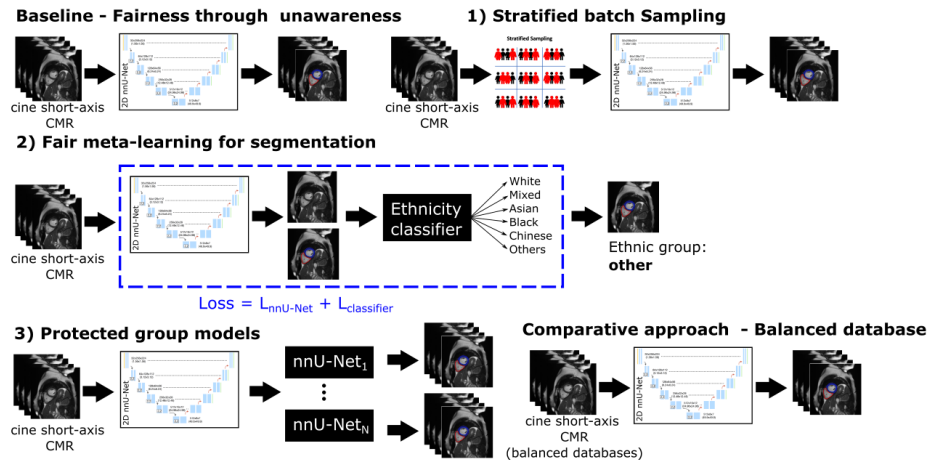 Baseline - Fairness through unawareness
2D nnU-Net
cine short-axis
CMR
1) Stratified batch Sampling
Stratified Sampling
cine short-axis
CMR
2D nnU-Net
2) Fair meta-learning for segmentation
cine short-axis
CMR
2D nnU-Net
Ethnicity
classifier
White
Mixed
Asian
Black
Chinese
Others
Ethnic group:
other
Loss = LnnU-Net + Lclassifier
3) Protected group models
cine short-axis
CMR
2D nnU-Net
nnU-Net1
nnU-NetN
Comparative approach - Balanced database
cine short-axis
CMR
(balanced databases)
2D nnU-Net